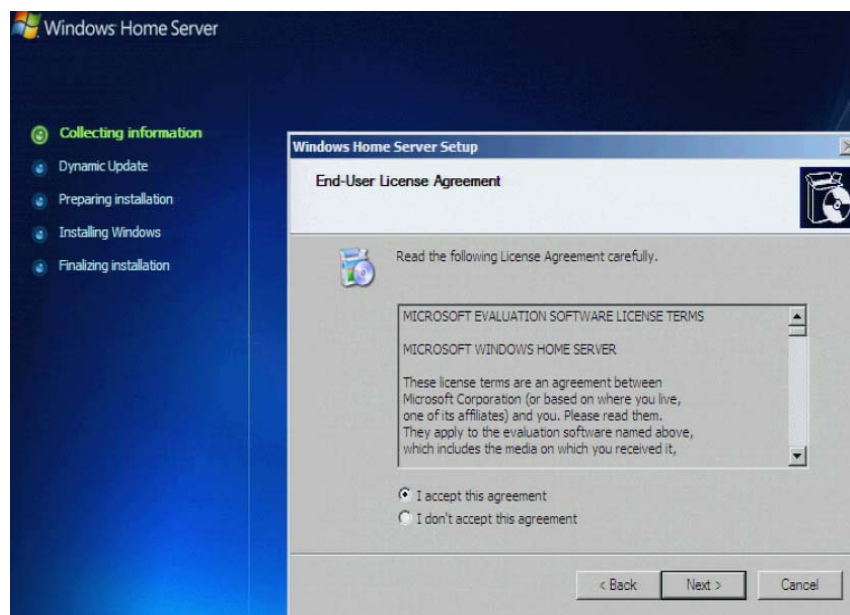 Windows Home Server
Collecting information
Dynamic Update
Preparing installation
Installing Windows
Finalizing installation
Windows Home Server Setup
End-User License Agreement
Read the following License Agreement carefully.
MICROSOFT EVALUATION SOFTWARE LICENSE TERMS
MICROSOFT WINDOWS HOME SERVER
These license terms are an agreement between
Microsoft Corporation (or based on where you live,
one of its affiliates) and you. Please read them.
They apply to the evaluation software named above,
which includes the media on which you received it,
I accept this agreement
I don't accept this agreement
< Back
Next >
Cancel